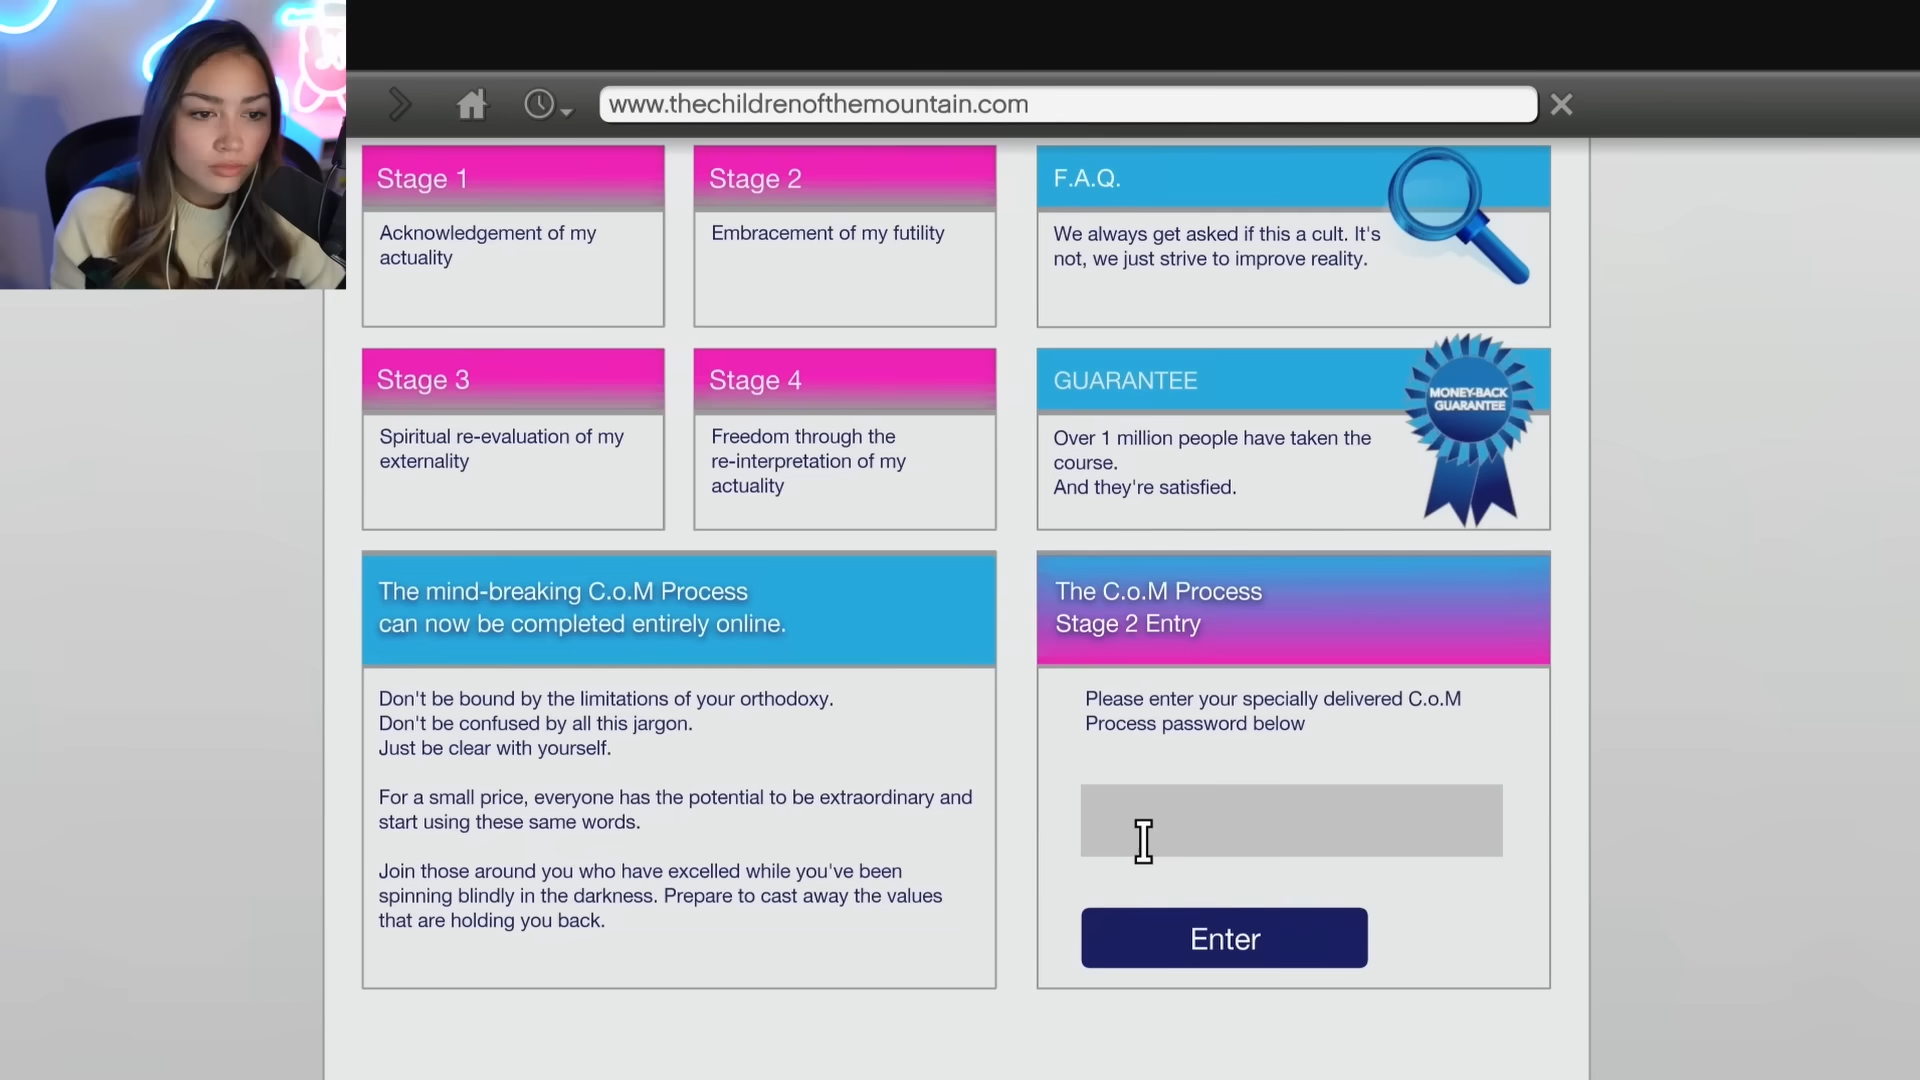 www.thechildrenofthemountain.com
Stage 1
Acknowledgement of my
actuality
Stage 2
Embracement of my futility
F.A.Q.
We always get asked if this a cult. It's
not, we just strive to improve reality.
Stage 3
Spiritual re-evaluation of my
externality
Stage 4
Freedom through the
re-interpretation of my
actuality
GUARANTEE
MONEY-BACK
GUARANTEE
Over 1 million people have taken the
course.
And they're satisfied.
The mind-breaking C.o.M Process
can now be completed entirely online.
Don't be bound by the limitations of your orthodoxy.
Don't be confused by all this jargon.
Just be clear with yourself.
For a small price, everyone has the potential to be extraordinary and
start using these same words.
Join those around you who have excelled while you've been
spinning blindly in the darkness. Prepare to cast away the values
that are holding you back.
The C.o.M Process
Stage 2 Entry
Please enter your specially delivered C.o.M
Process password below
Enter